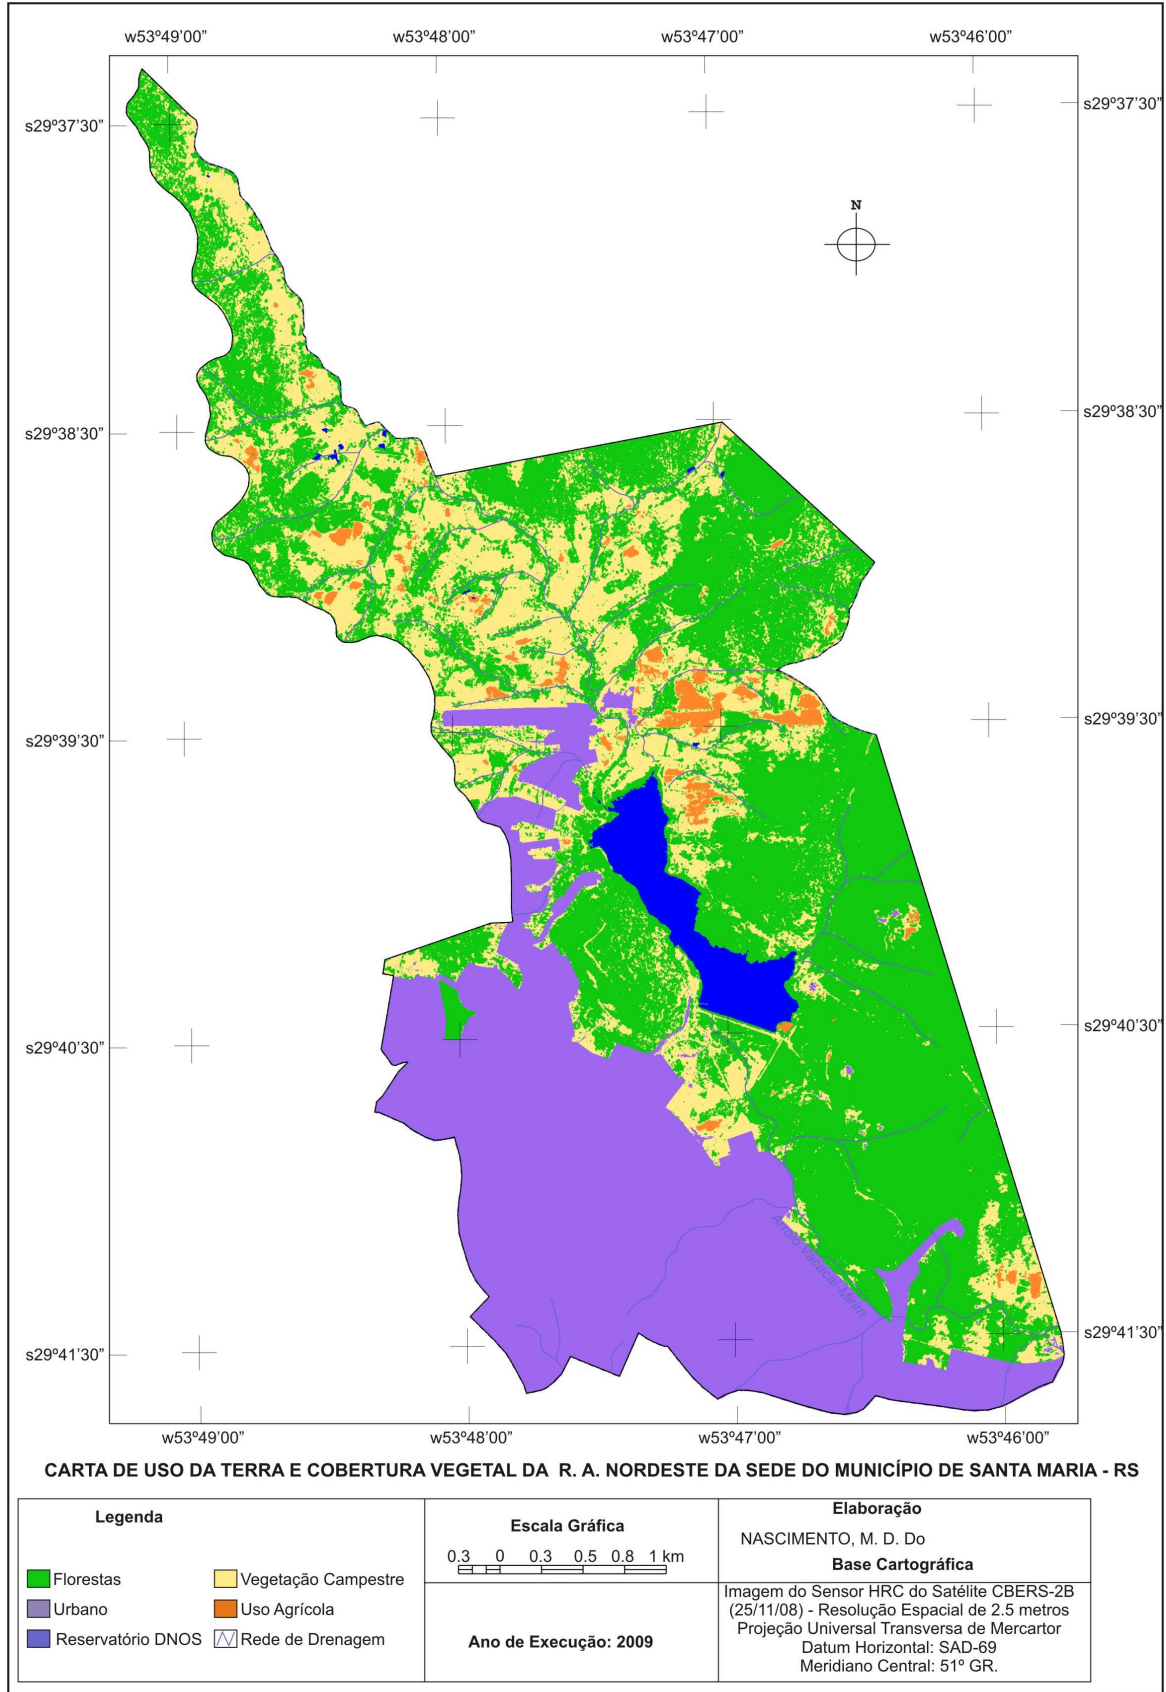 w53º49'00” w53º48'00” w53º47'00” w53º46'00”
s29º37'30” s29º37'30”
N
s29º38'30” s29º38'30”
s29º39'30” s29º39'30”
s29º40'30” s29º40'30”
Arroio Vacacaí-Mirim
s29º41'30” s29º41'30”
w53º49'00” w53º48'00” w53º47'00” w53º46'00”
CARTA DE USO DA TERRA E COBERTURA VEGETAL DA R. A. NORDESTE DA SEDE DO MUNICÍPIO DE SANTA MARIA - RS
Legenda
Florestas
Urbano
Reservatório DNOS
Vegetação Campestre
Uso Agrícola
Rede de Drenagem
Escala Gráfica
0.3 0 0.3 0.5 0.8 1 km
Ano de Execução: 2009
Elaboração
NASCIMENTO, M. D. Do
Base Cartográfica
Imagem do Sensor HRC do Satélite CBERS-2B
(25/11/08) - Resolução Espacial de 2.5 metros
Projeção Universal Transversa de Mercartor
Datum Horizontal: SAD-69
Meridiano Central: 51º GR.